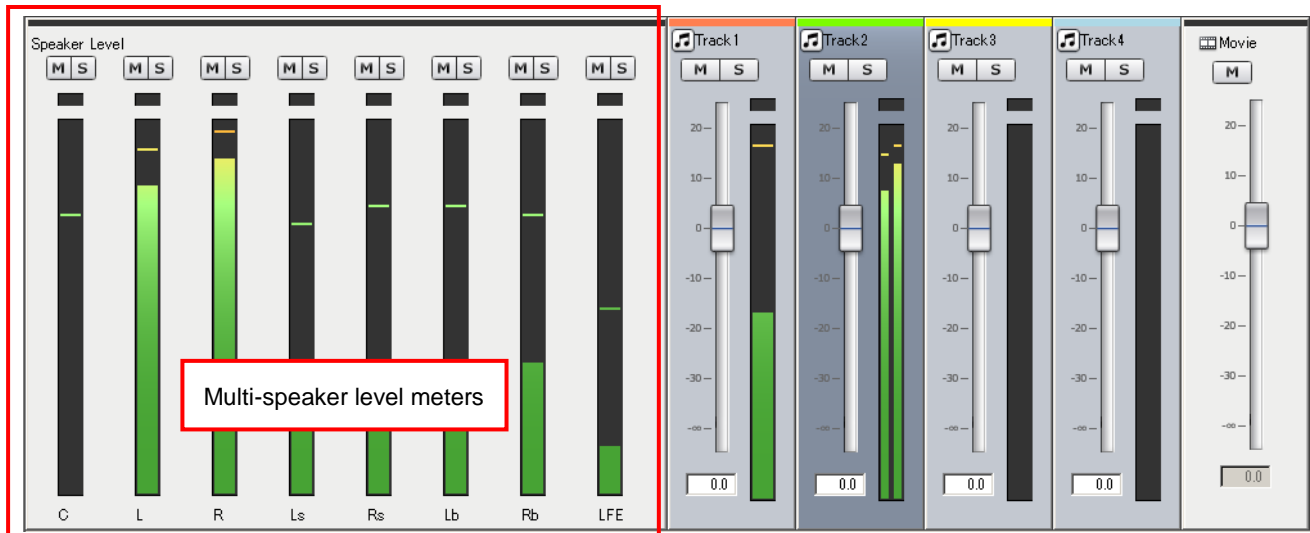 Speaker Level
M S M S M S M S M S M S M S M S
C L R Ls Rs Lb Rb LFE
Multi-speaker level meters
Track1
M S
20
10
0
-10
-20
-30
-∞
0.0
Track2
M S
20
10
0
-10
-20
-30
-∞
0.0
Track3
M S
20
10
0
-10
-20
-30
-∞
0.0
Track4
M S
20
10
0
-10
-20
-30
-∞
0.0
Movie
M
20
10
0
-10
-20
-30
-∞
0.0